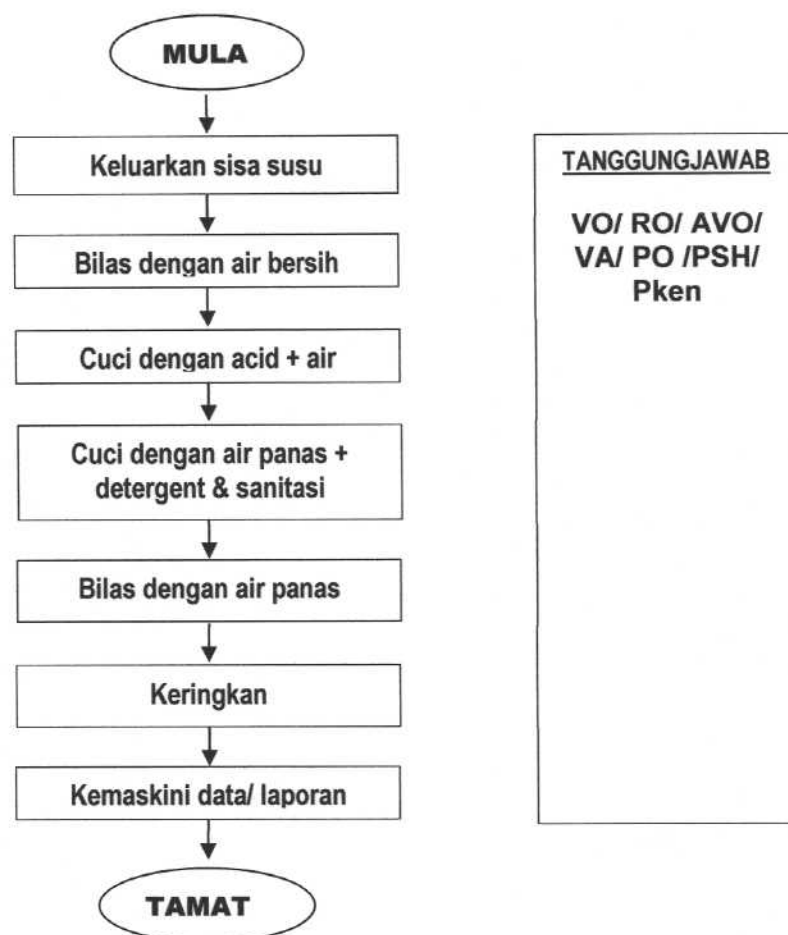 MULA
Keluarkan sisa susu
Bilas dengan air bersih
Cuci dengan acid + air
Cuci dengan air panas +
detergent & sanitasi
Bilas dengan air panas
Keringkan
Kemaskini data/ laporan
TAMAT
TANGGUNGJAWAB
VO/ RO/ AVO/
VA/ PO /PSH/
Pken